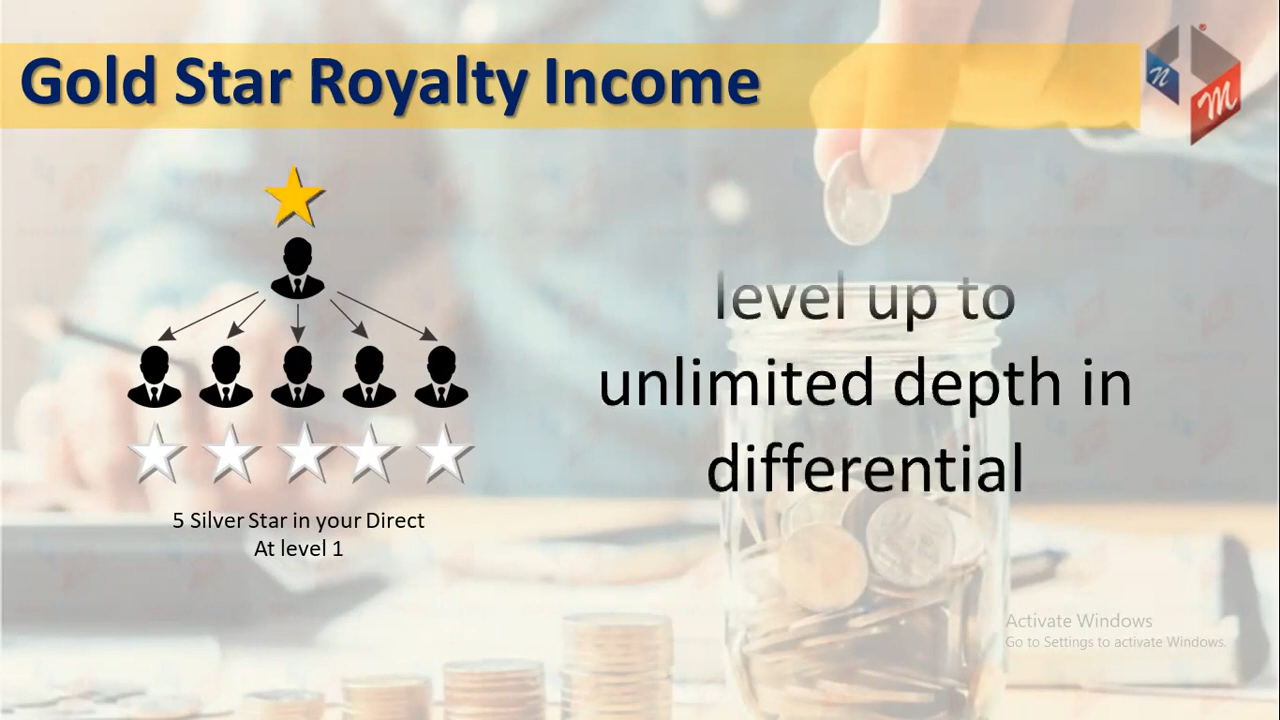 Gold Star Royalty Income
n
m
level up to
unlimited depth in
differential
5 Silver Star in your Direct
At level 1
Activate Windows
Go to Settings to activate Windows.